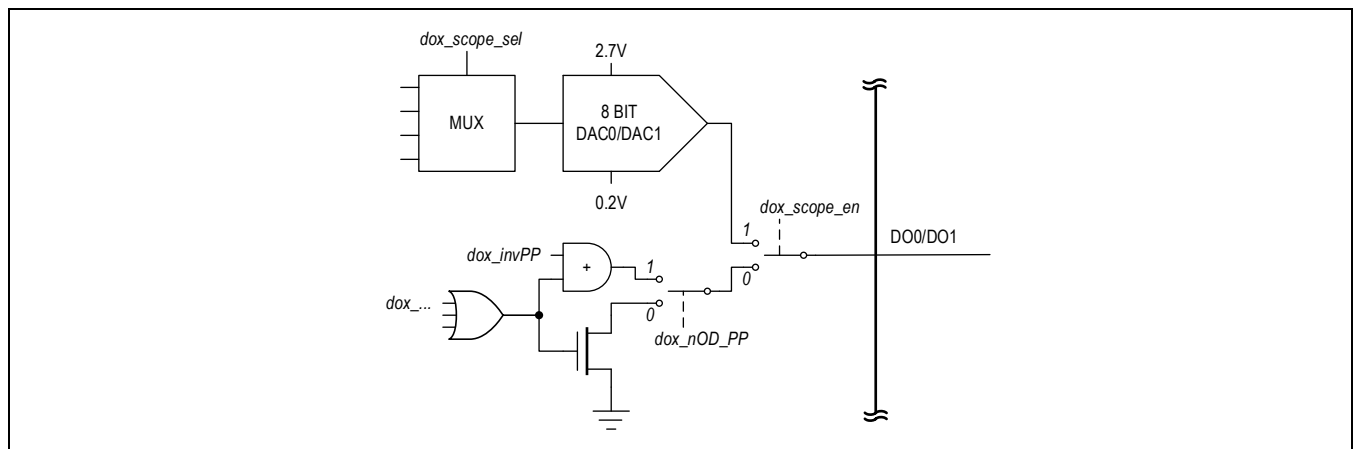 dox_scope_sel
2.7V
MUX
8 BIT
DAC0/DAC1
0.2V
dox_scope_en
1
DO0/DO1
dox_invPP
+
1
0
dox_...
0
dox_nOD_PP